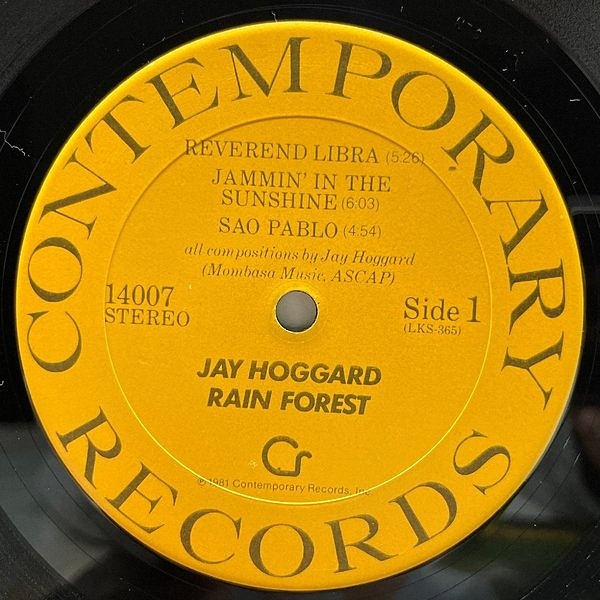 CONTEMPORARY RECORDS
REVEREND LIBRA (5:26)
JAMMIN' IN THE
SUNSHINE (6:03)
SAO PABLO (4:54)
all compositions by Jay Hoggard
(Mombasa Music, ASCAP)
14007
STEREO
Side 1
(LKS-365)
JAY HOGGARD
RAIN FOREST
Cr
© 1981 Contemporary Records, Inc.